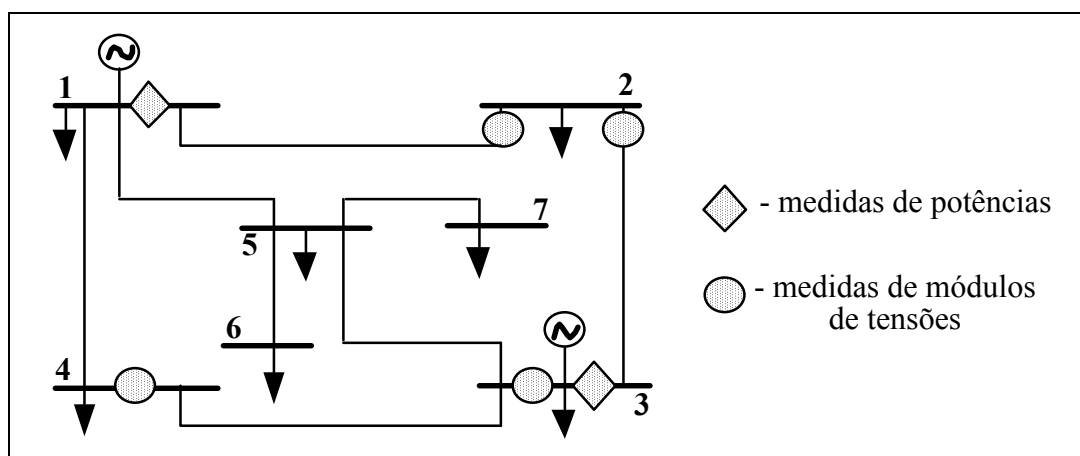 1
2
7
- medidas de potências
5
- medidas de módulos
de tensões
6
4
3